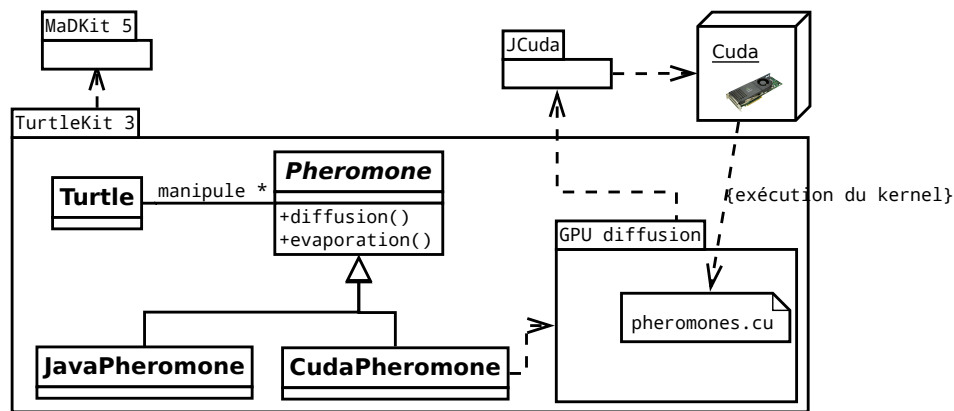 MaDKit 5
JCuda
Cuda
TurtleKit 3
Pheromone
Turtle
manipule *
+diffusion()
+evaporation()
{exécution du kernel}
GPU diffusion
pheromones.cu
JavaPheromone
CudaPheromone